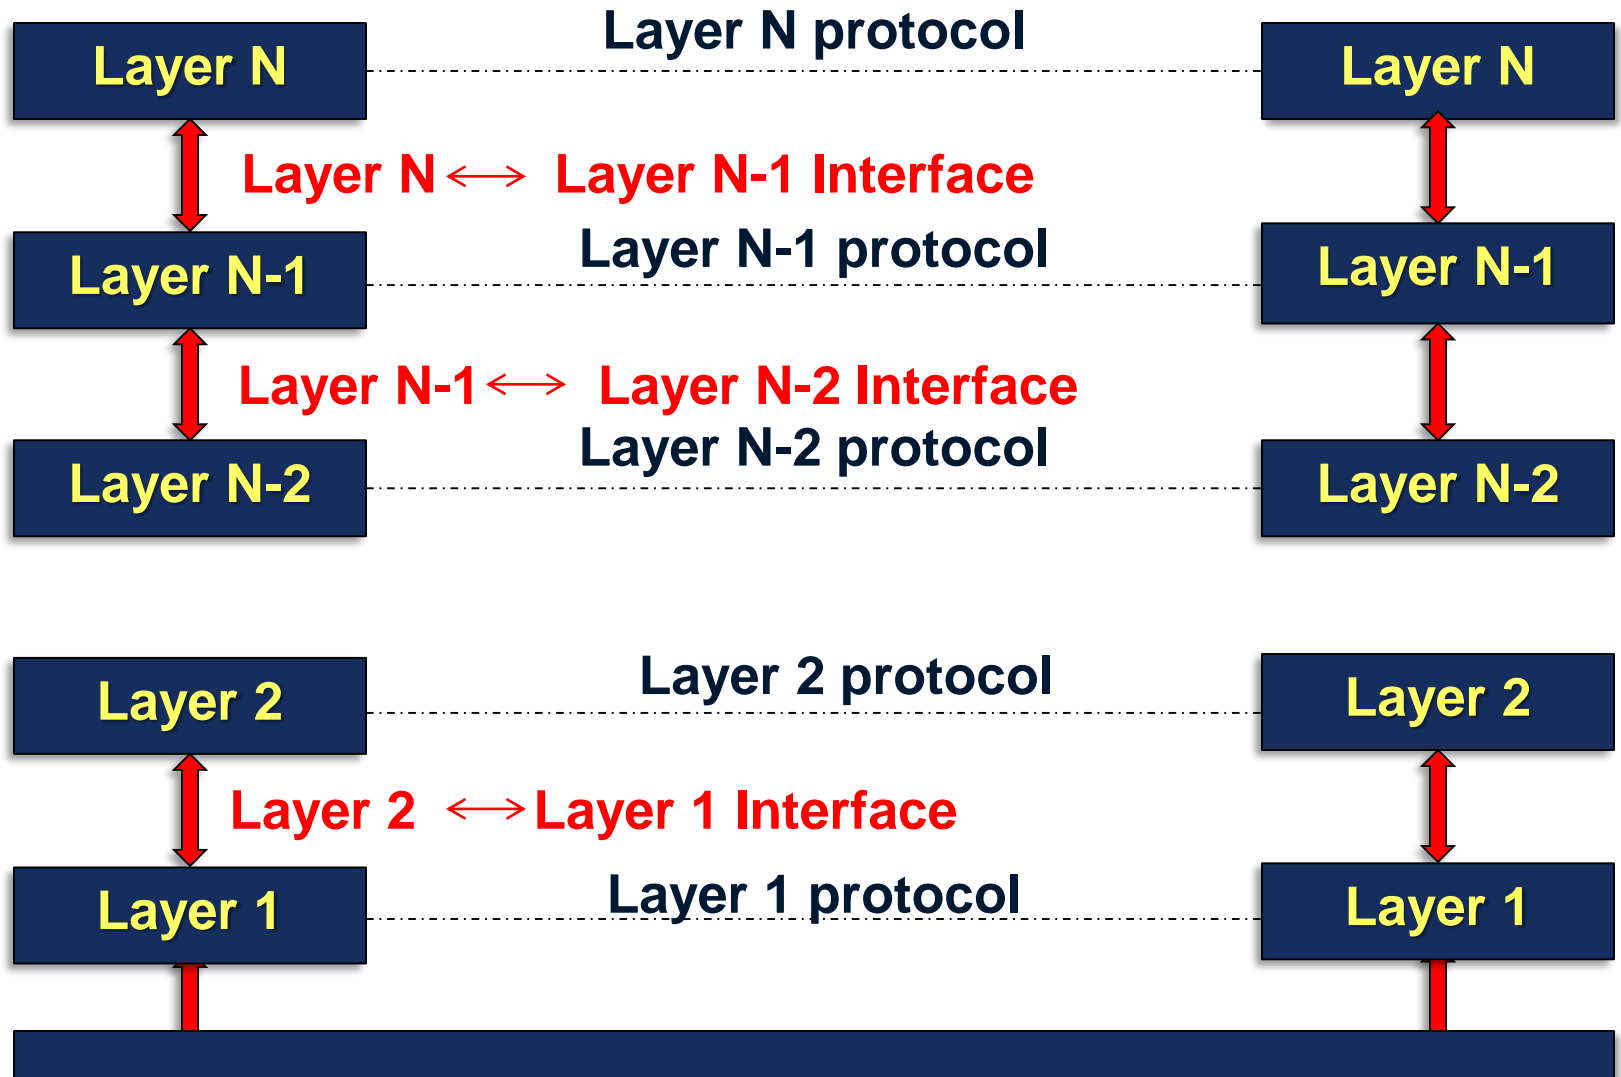 Layer N protocol
Layer N
Layer N
Layer N ⟷ Layer N-1 Interface
Layer N-1 protocol
Layer N-1
Layer N-1
Layer N-1 ⟷ Layer N-2 Interface
Layer N-2 protocol
Layer N-2
Layer N-2
Layer 2 protocol
Layer 2
Layer 2
Layer 2 ⟷ Layer 1 Interface
Layer 1 protocol
Layer 1
Layer 1